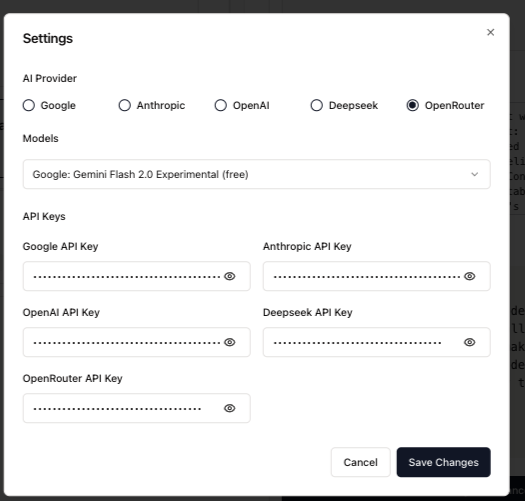 Settings
AI Provider
Google
Anthropic
OpenAI
Deepseek
OpenRouter
Models
Google: Gemini Flash 2.0 Experimental (free)
API Keys
Google API Key
Anthropic API Key
OpenAI API Key
Deepseek API Key
OpenRouter API Key
Cancel
Save Changes